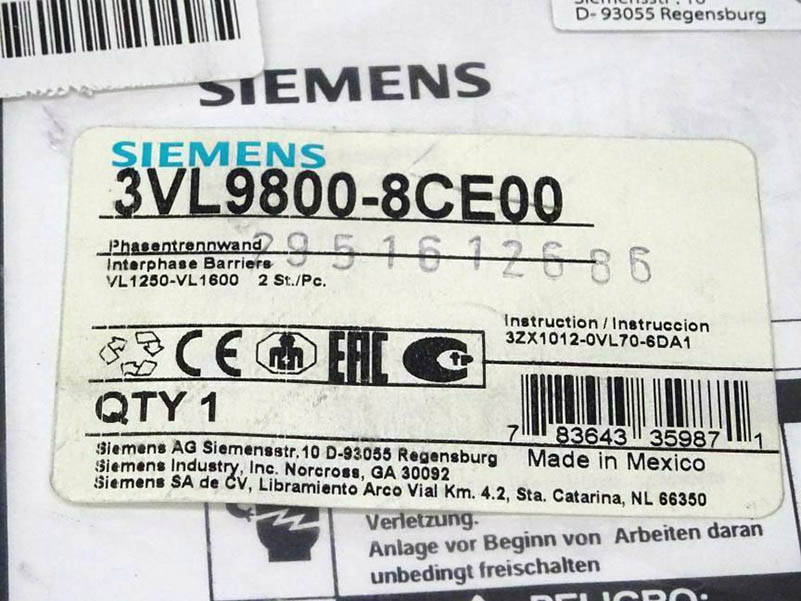 D-93055 Regensburg
SIEMENS
SIEMENS
3VL9800-8CE00
Phasentrennwand
2951612686
Interphase Barriers
VL1250-VL1600 2 St./Pc.
Instruction / Instruccion
3ZX1012-0VL70-6DA1
CE EAC
QTY 1
7 83643 35987 1
Siemens AG Siemensstr.10 D-93055 Regensburg
Made in Mexico
Siemens Industry, Inc. Norcross, GA 30092
Siemens SA de CV, Libramiento Arco Vial Km. 4.2, Sta. Catarina, NL 66350
Verletzung.
Anlage vor Beginn von Arbeiten daran
unbedingt freischalten
PELIGRO: